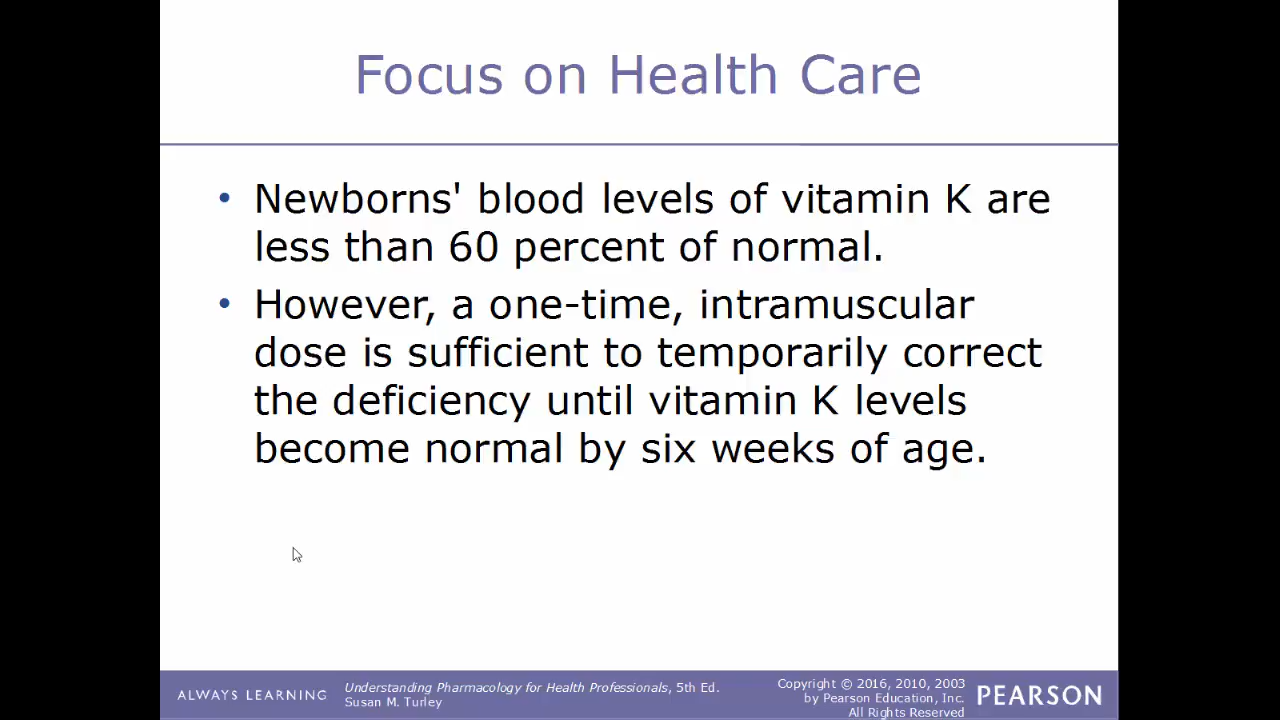 Focus on Health Care
• Newborns' blood levels of vitamin K are
less than 60 percent of normal.
• However, a one-time, intramuscular
dose is sufficient to temporarily correct
the deficiency until vitamin K levels
become normal by six weeks of age.
ALWAYS LEARNING
Understanding Pharmacology for Health Professionals, 5th Ed.
Susan M. Turley
Copyright © 2016, 2010, 2003
by Pearson Education, Inc.
All Rights Reserved
PEARSON